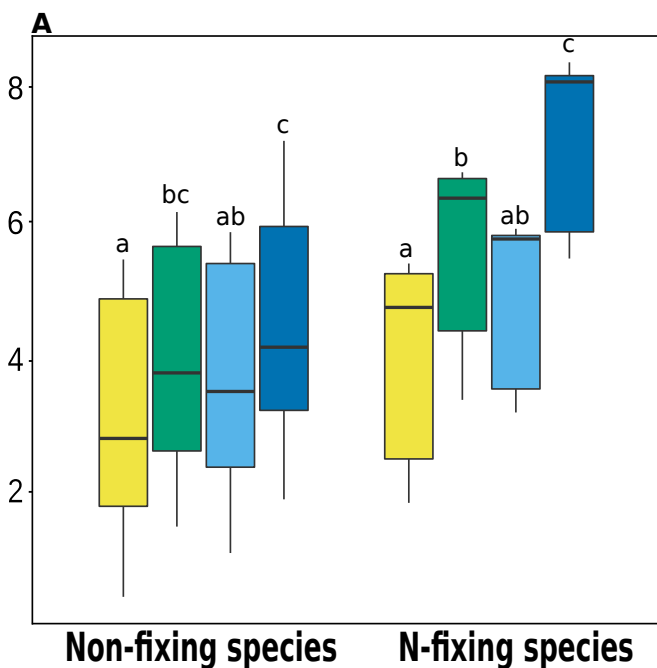 A
c
8
c
b
bc
ab
ab
6
a
a
4
2
Non-fixing species
N-fixing species